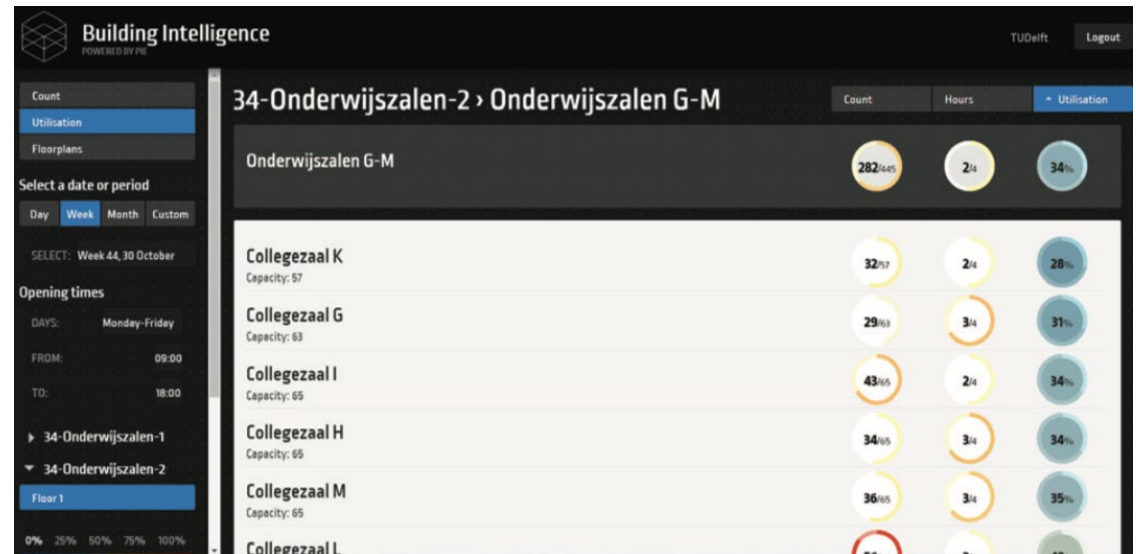 Building Intelligence
POWERED BY PIE
TUDelft
Logout
Count
Utilisation
Floorplans
Select a date or period
Day Week Month Custom
SELECT: Week 44, 30 October
Opening times
DAYS: Monday-Friday
FROM: 09:00
TO: 18:00
34-Onderwijszalen-1
34-Onderwijszalen-2
Floor 1
0% 25% 50% 75% 100%
34-Onderwijszalen-2 › Onderwijszalen G-M
Count Hours Utilisation
Onderwijszalen G-M 282/445 2/4 34%
Collegezaal K 32/57 2/4 28%
Capacity: 57
Collegezaal G 29/63 3/4 31%
Capacity: 63
Collegezaal I 43/65 2/4 34%
Capacity: 65
Collegezaal H 34/65 3/4 34%
Capacity: 65
Collegezaal M 36/65 3/4 35%
Capacity: 65
Collegezaal L